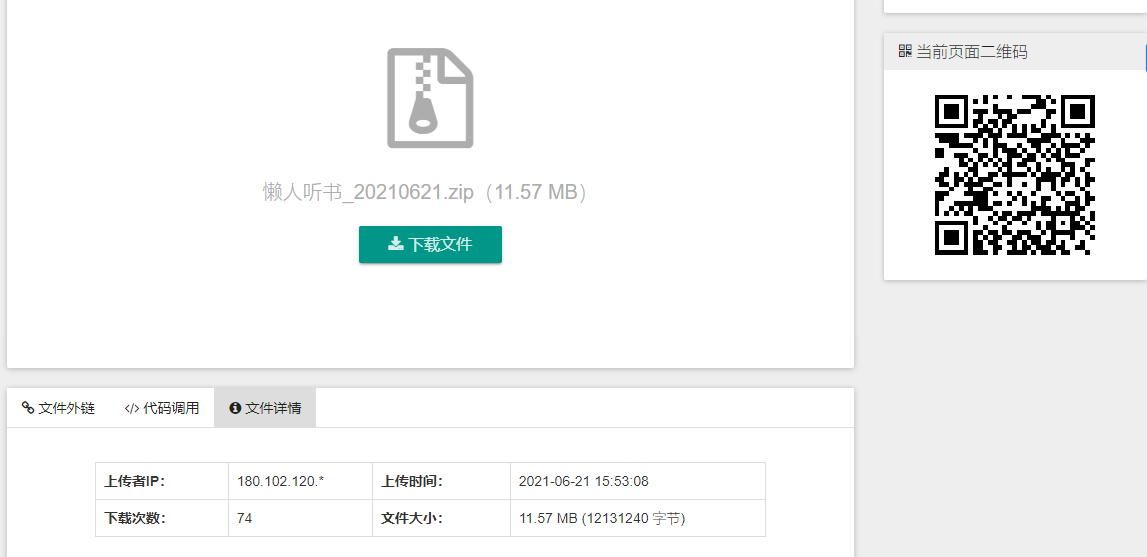 当前页面二维码
懒人听书_20210621.zip（11.57 MB）
下载文件
文件外链 </> 代码调用 文件详情
上传者IP： 180.102.120.* 上传时间： 2021-06-21 15:53:08
下载次数： 74 文件大小： 11.57 MB (12131240 字节)